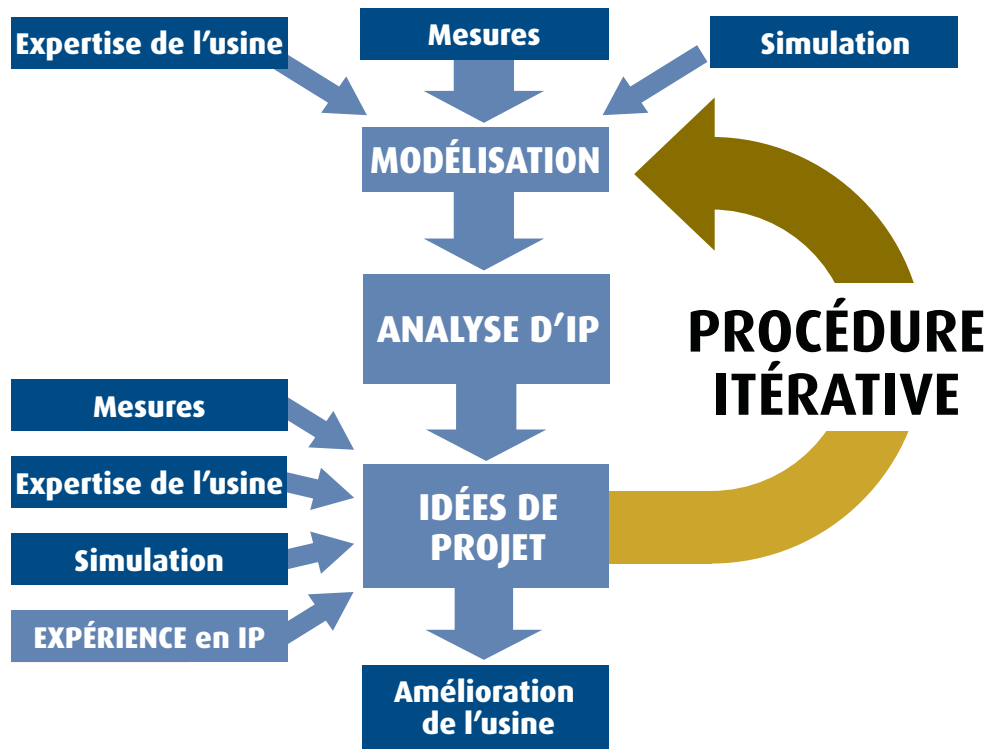 Expertise de l’usine
Mesures
Simulation
MODÉLISATION
ANALYSE D’IP
PROCÉDURE
ITÉRATIVE
Mesures
Expertise de l’usine
Simulation
EXPÉRIENCE en IP
IDÉES DE
PROJET
Amélioration
de l’usine